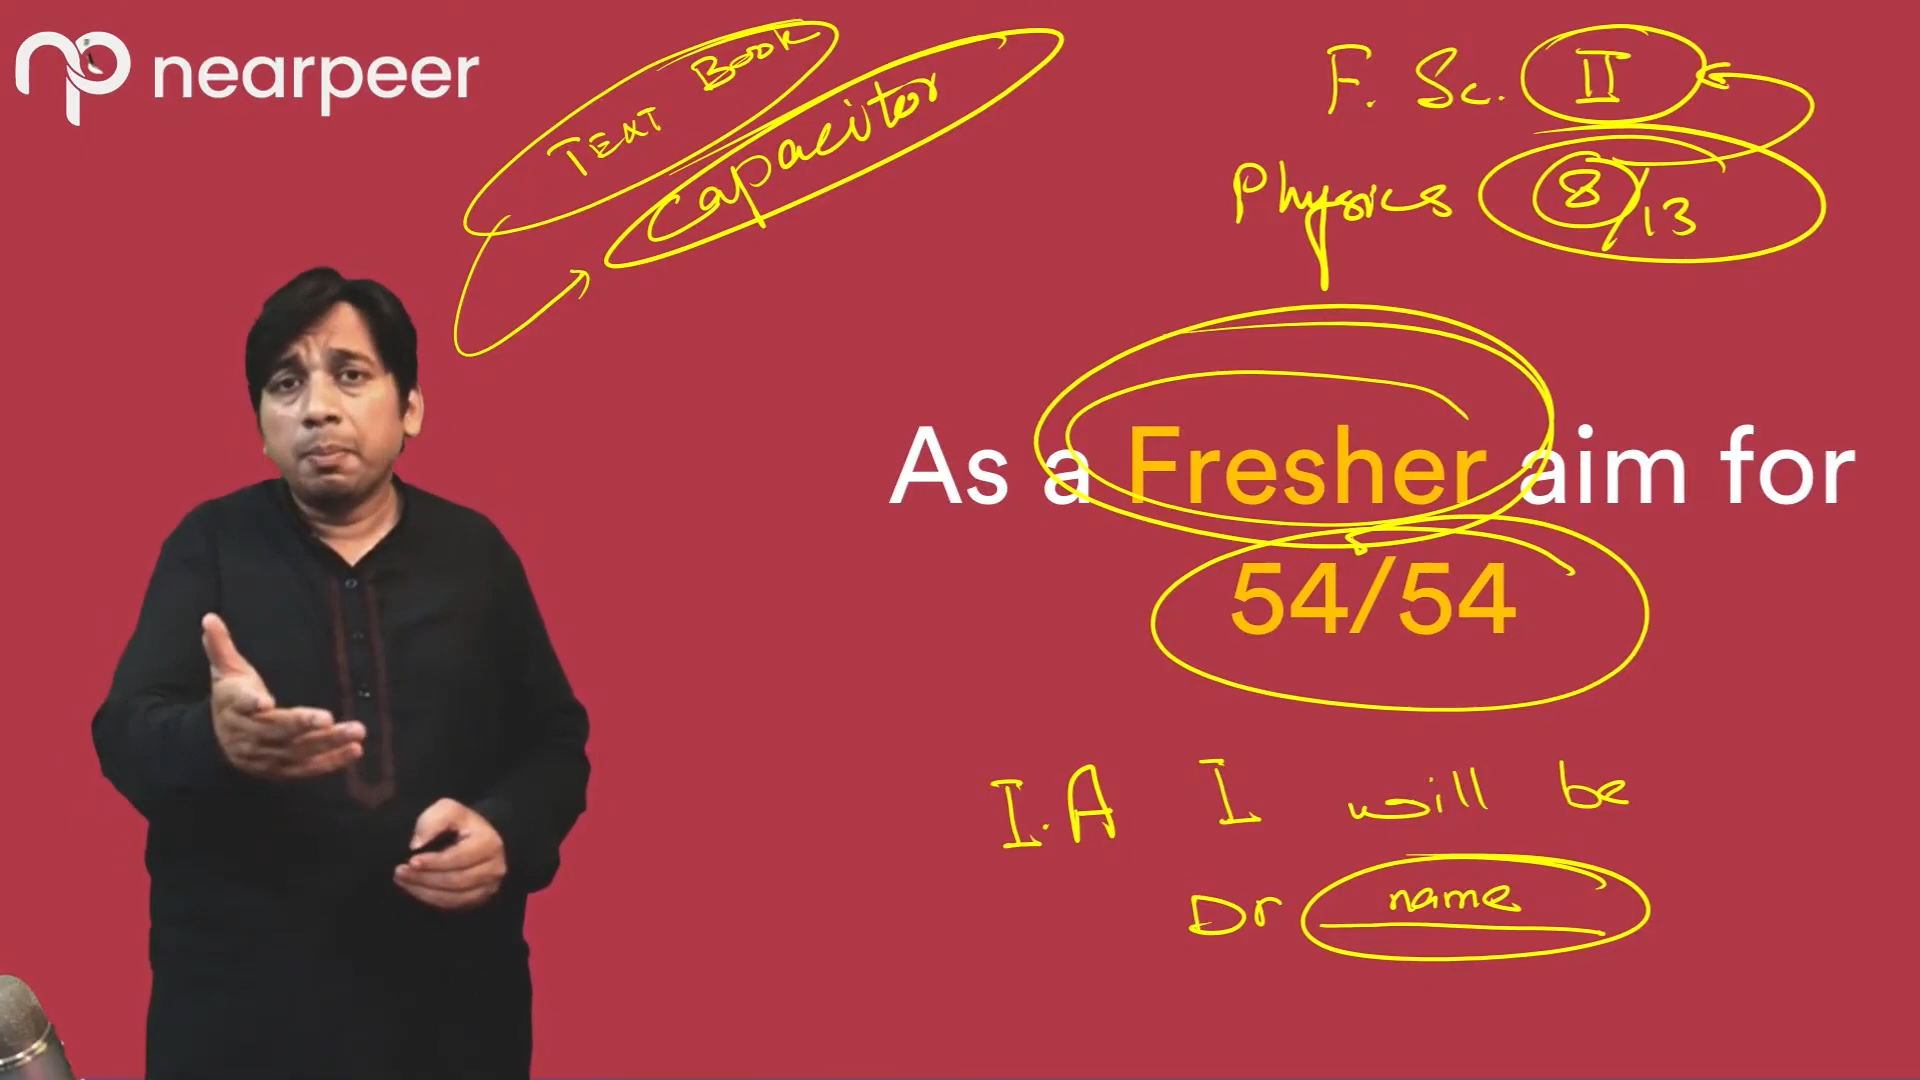 nearpeer
TEXT BOOK
Capacitor
F. Sc. II
Physics 8/13
As a Fresher aim for
54/54
I.A I will be
Dr name